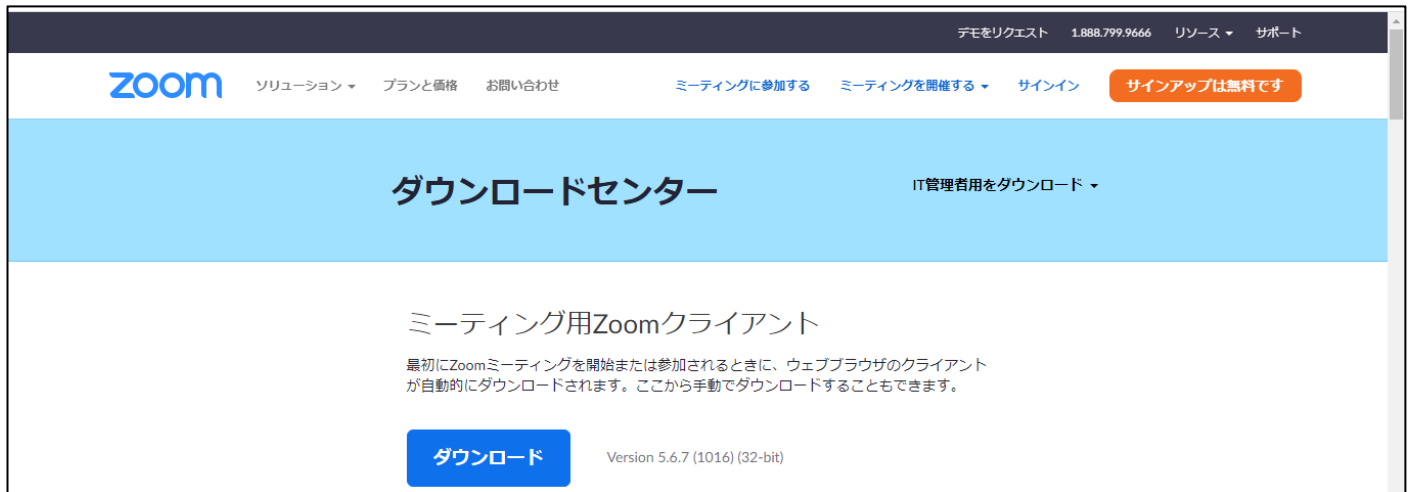 デモをリクエスト 1.888.799.9666 リソース サポート
zoom ソリューション プランと価格 お問い合わせ ミーティングに参加する ミーティングを開催する サインイン サインアップは無料です
ダウンロードセンター
IT管理者用をダウンロード
ミーティング用Zoomクライアント
最初にZoomミーティングを開始または参加されるときに、ウェブブラウザのクライアント
が自動的にダウンロードされます。ここから手動でダウンロードすることもできます。
ダウンロード Version 5.6.7 (1016) (32-bit)